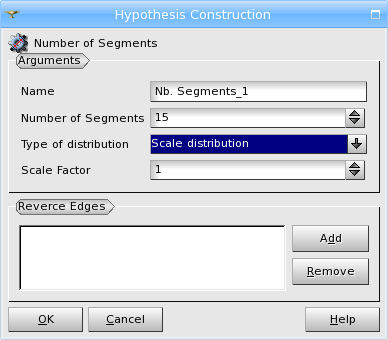 Hypothesis Construction
Number of Segments
Arguments
Name Nb. Segments_1
Number of Segments 15
Type of distribution Scale distribution
Scale Factor 1
Reverce Edges
Add
Remove
OK Cancel Help